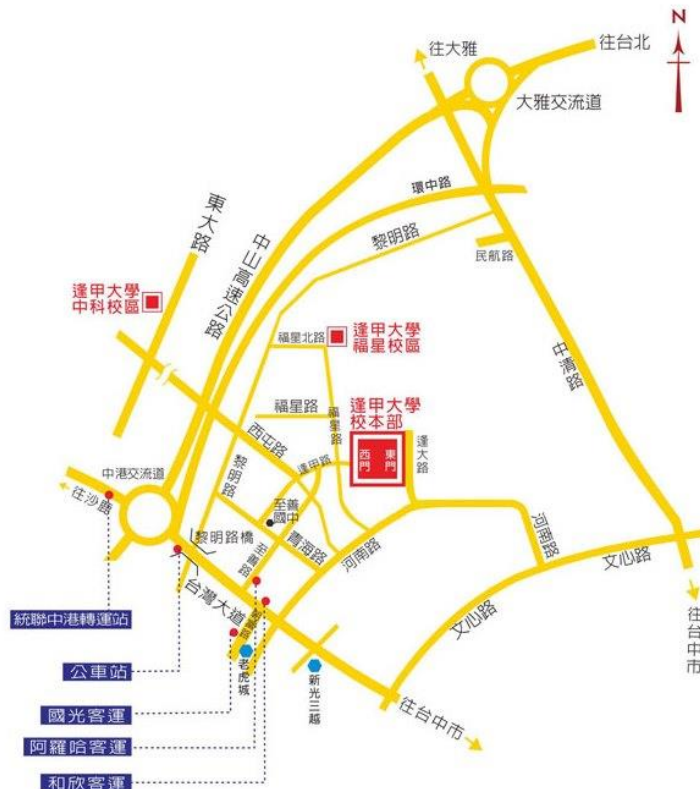 N
往大雅
往台北
大雅交流道
環中路
東大路
中山高速公路
黎明路
民航路
逢甲大學
中科校區
福星北路
逢甲大學
福星校區
中清路
福星路
福星路
逢甲大學
校本部
西門
東門
逢大路
西屯路
逢甲路
中港交流道
往沙鹿
黎明路
至善
國中
黎明路橋
青海路
河南路
河南路
至善路
文心路
文心路
台灣大道
統聯中港轉運站
往台中市
公車站
老虎城
新光三越
國光客運
往台中市
阿羅哈客運
和欣客運